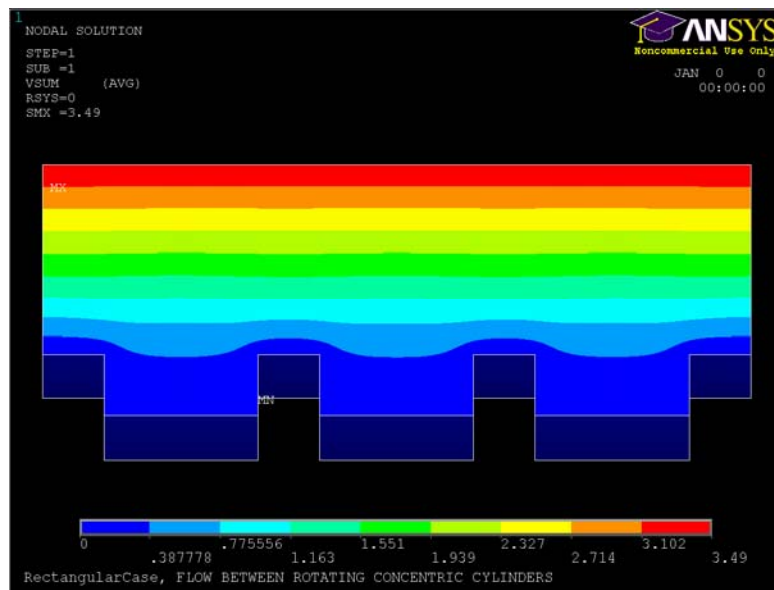 1
NODAL SOLUTION
STEP=1
SUB =1
VSUM (AVG)
RSYS=0
SMX =3.49
ANSYS
Noncommercial Use Only
JAN 0 0
00:00:00
MX
MN
0 .387778 .775556 1.163 1.551 1.939 2.327 2.714 3.102 3.49
RectangularCase, FLOW BETWEEN ROTATING CONCENTRIC CYLINDERS